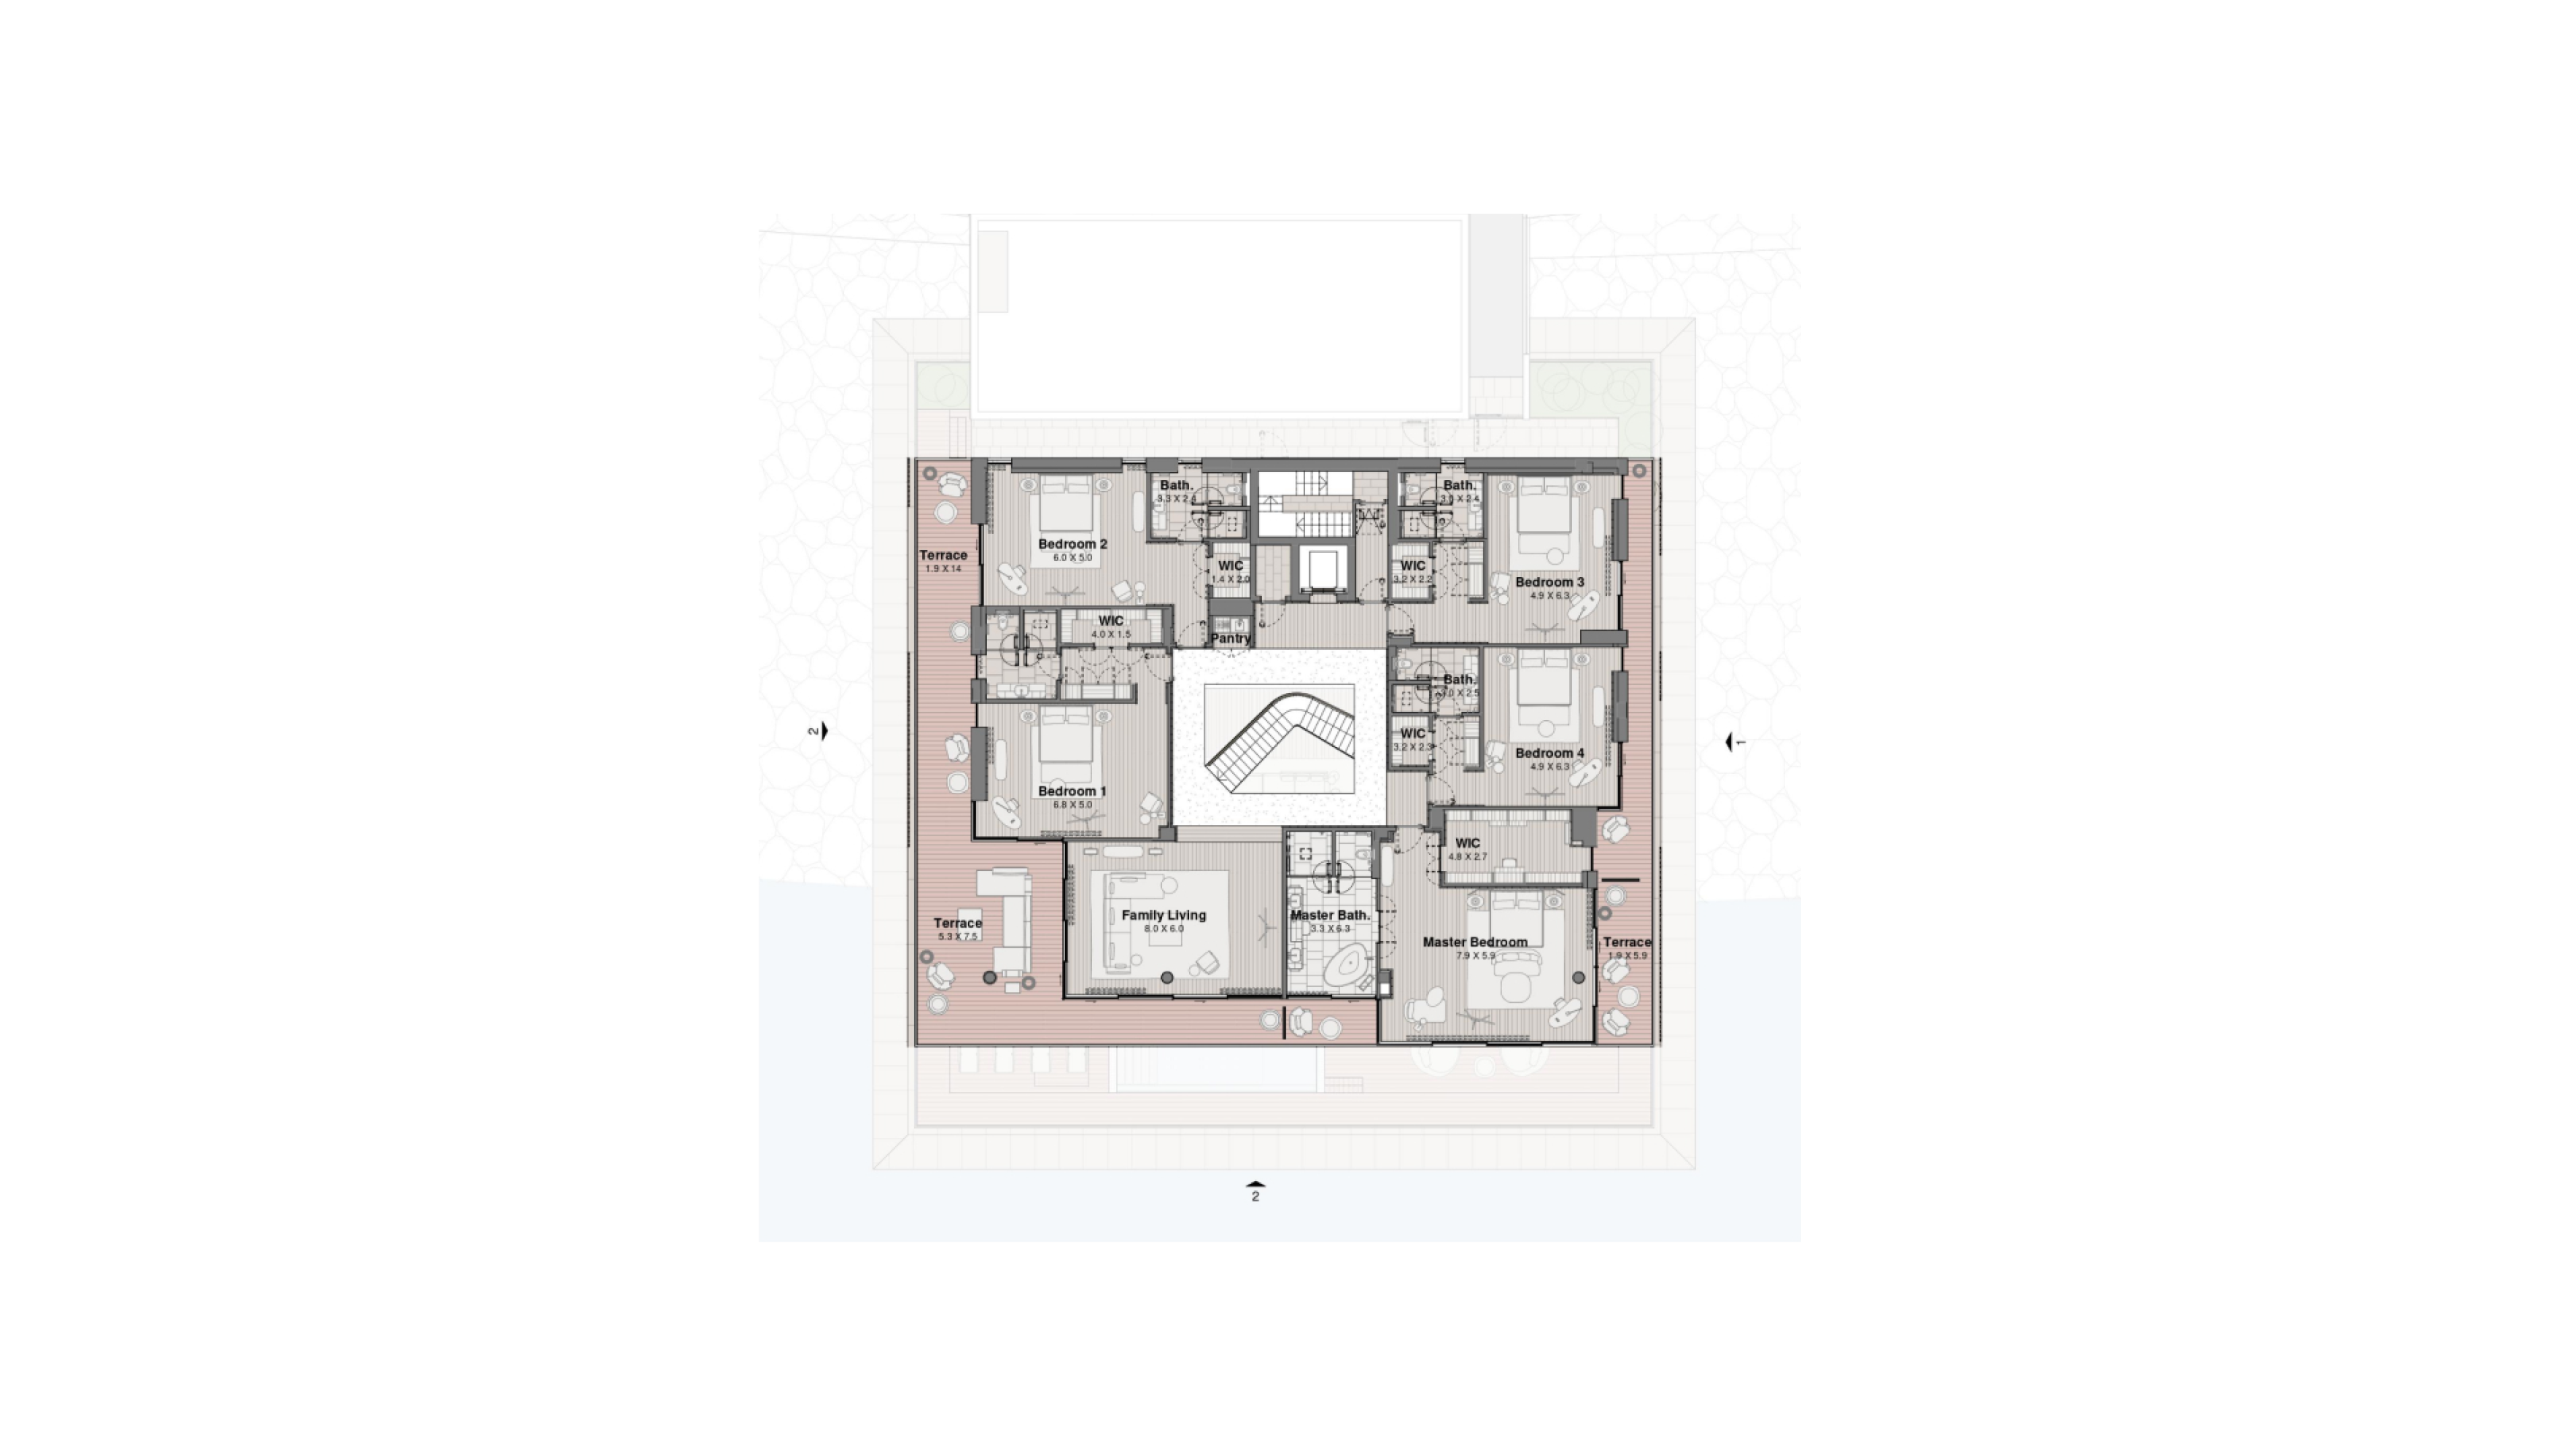 Bath.
3.3 X 2.4
Bath.
3.1 X 2.4
Bedroom 2
6.0 X 5.0
Terrace
1.9 X 14
WIC
1.4 X 2.0
WIC
3.2 X 2.2
Bedroom 3
4.9 X 6.3
WIC
4.0 X 1.5
Pantry
Bath.
WIC
3.2 X 2.3
Bedroom 4
4.9 X 6.3
2
1
Bedroom 1
6.8 X 5.0
WIC
4.8 X 2.7
Terrace
5.3 X 7.5
Family Living
8.0 X 6.0
Master Bath.
3.3 X 6.3
Master Bedroom
7.9 X 5.9
Terrace
1.9 X 5.9
2